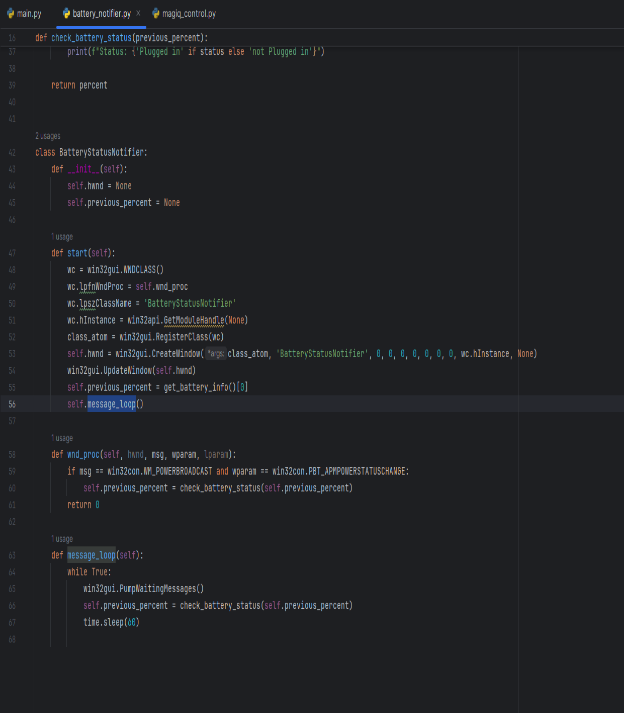 main.py battery_notifier.py × magiq_control.py
16 def check_battery_status(previous_percent):
37 print(f"Status: {'Plugged in' if status else 'not Plugged in'}")
38
39 return percent
40
41
2 usages
42 class BatteryStatusNotifier:
43 def __init__(self):
44 self.hwnd = None
45 self.previous_percent = None
46
1 usage
47 def start(self):
48 wc = win32gui.WNDCLASS()
49 wc.lpfnWndProc = self.wnd_proc
50 wc.lpszClassName = 'BatteryStatusNotifier'
51 wc.hInstance = win32api.GetModuleHandle(None)
52 class_atom = win32gui.RegisterClass(wc)
53 self.hwnd = win32gui.CreateWindow( *args: class_atom, 'BatteryStatusNotifier', 0, 0, 0, 0, 0, 0, 0, wc.hInstance, None)
54 win32gui.UpdateWindow(self.hwnd)
55 self.previous_percent = get_battery_info()[3]
56 self.message_loop()
57
1 usage
58 def wnd_proc(self, hwnd, msg, wparam, lparam):
59 if msg == win32con.WM_POWERBROADCAST and wparam == win32con.PBT_APMPOWERSTATUSCHANGE:
60 self.previous_percent = check_battery_status(self.previous_percent)
61 return 0
62
1 usage
63 def message_loop(self):
64 while True:
65 win32gui.PumpWaitingMessages()
66 self.previous_percent = check_battery_status(self.previous_percent)
67 time.sleep(60)
68